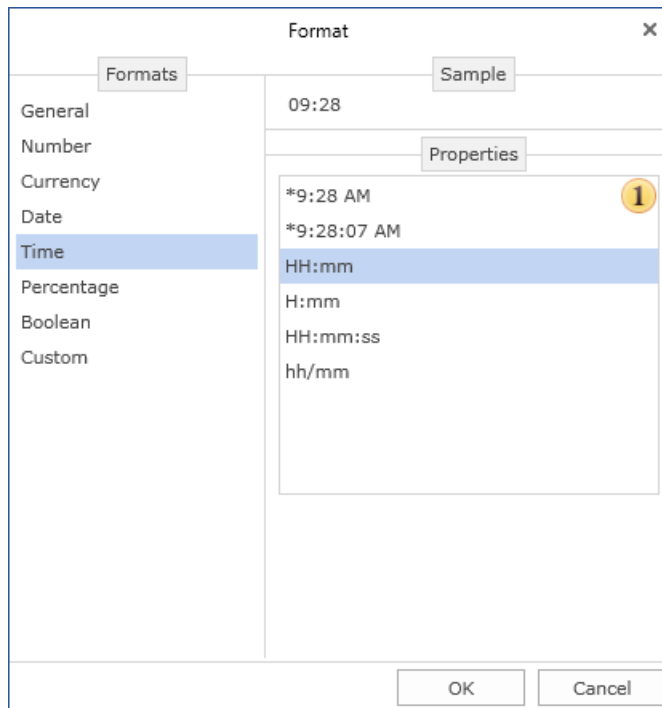 Format
Formats
General
Number
Currency
Date
Time
Percentage
Boolean
Custom
Sample
09:28
Properties
*9:28 AM
1
*9:28:07 AM
HH:mm
H:mm
HH:mm:ss
hh/mm
OK
Cancel